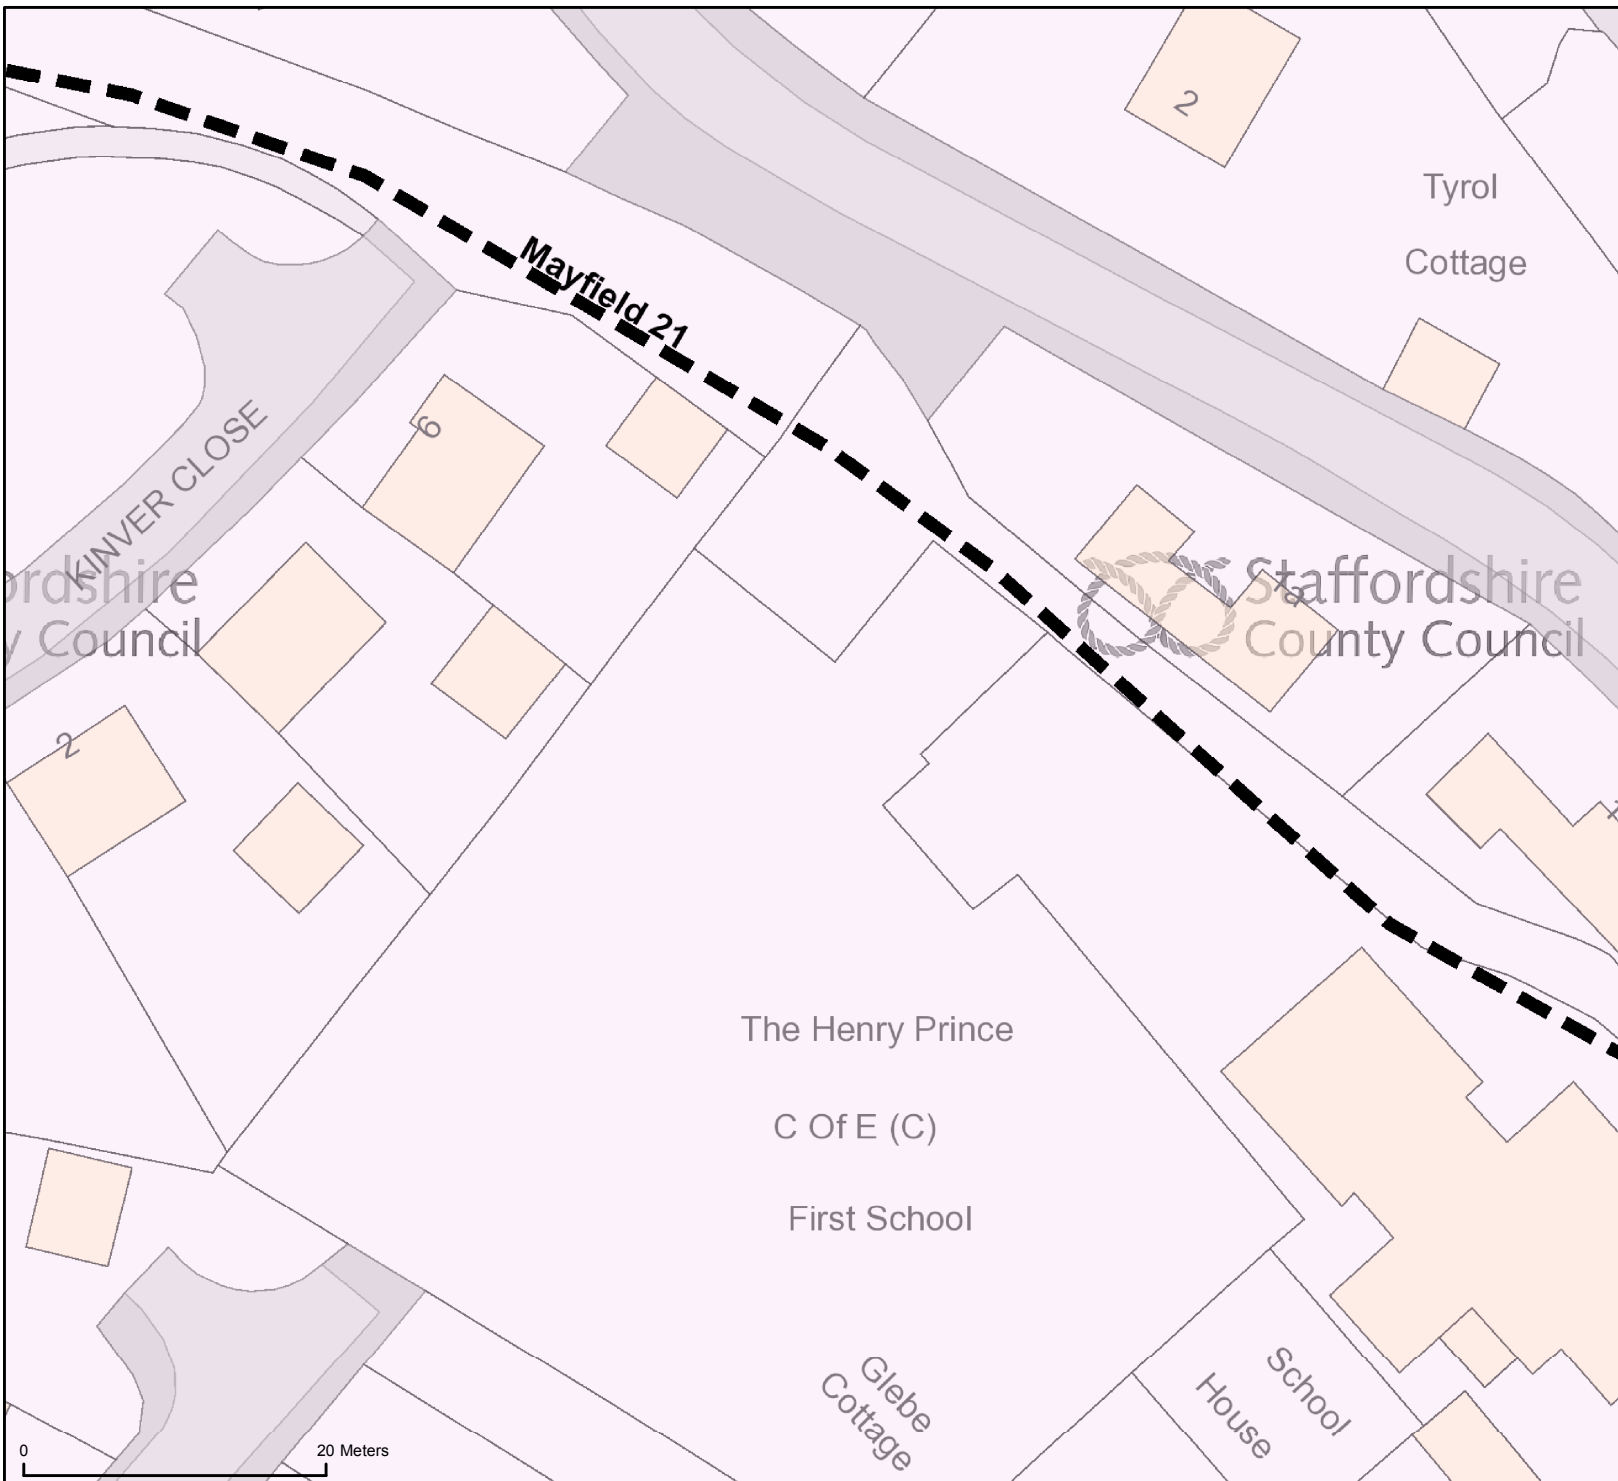 2
Tyrol
Cottage
Mayfield 21
6
KINVER CLOSE
ordshire
y Council
Staffordshire
County Council
2
The Henry Prince
C Of E (C)
First School
Glebe
Cottage
School
House
0
20 Meters